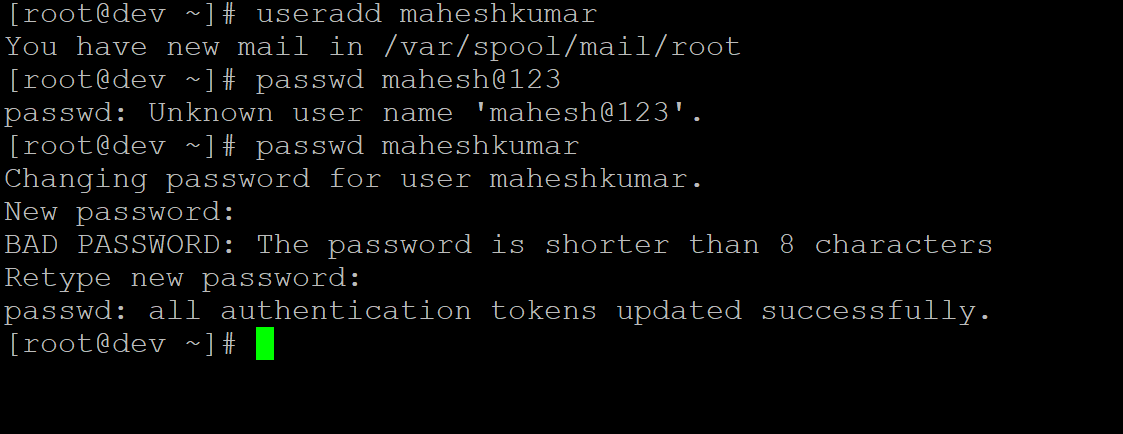 [root@dev ~]# useradd maheshkumar
You have new mail in /var/spool/mail/root
[root@dev ~]# passwd mahesh@123
passwd: Unknown user name 'mahesh@123'.
[root@dev ~]# passwd maheshkumar
Changing password for user maheshkumar.
New password:
BAD PASSWORD: The password is shorter than 8 characters
Retype new password:
passwd: all authentication tokens updated successfully.
[root@dev ~]#